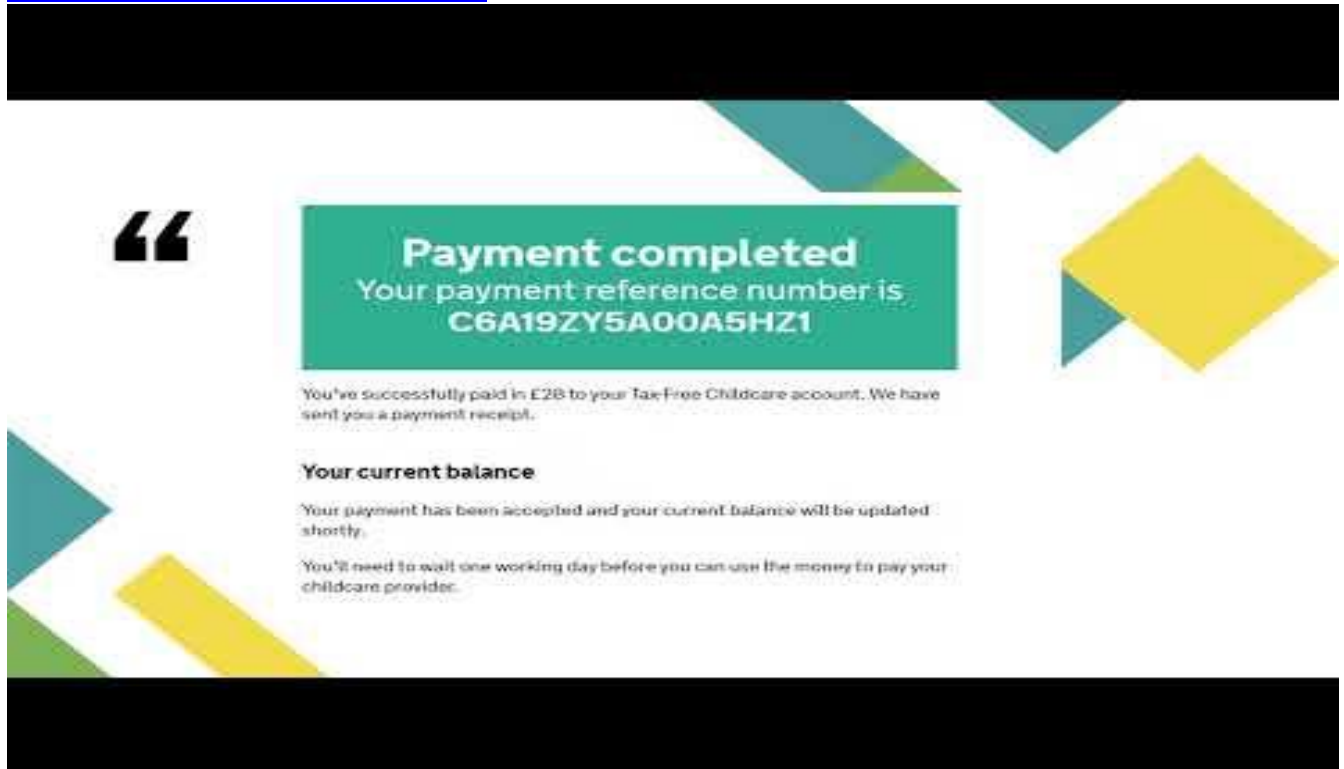 “
Payment completed
Your payment reference number is
C6A19ZY5A00A5HZ1
You've successfully paid in £28 to your Tax-Free Childcare account. We have
sent you a payment receipt.
Your current balance
Your payment has been accepted and your current balance will be updated
shortly.
You'll need to wait one working day before you can use the money to pay your
childcare provider.